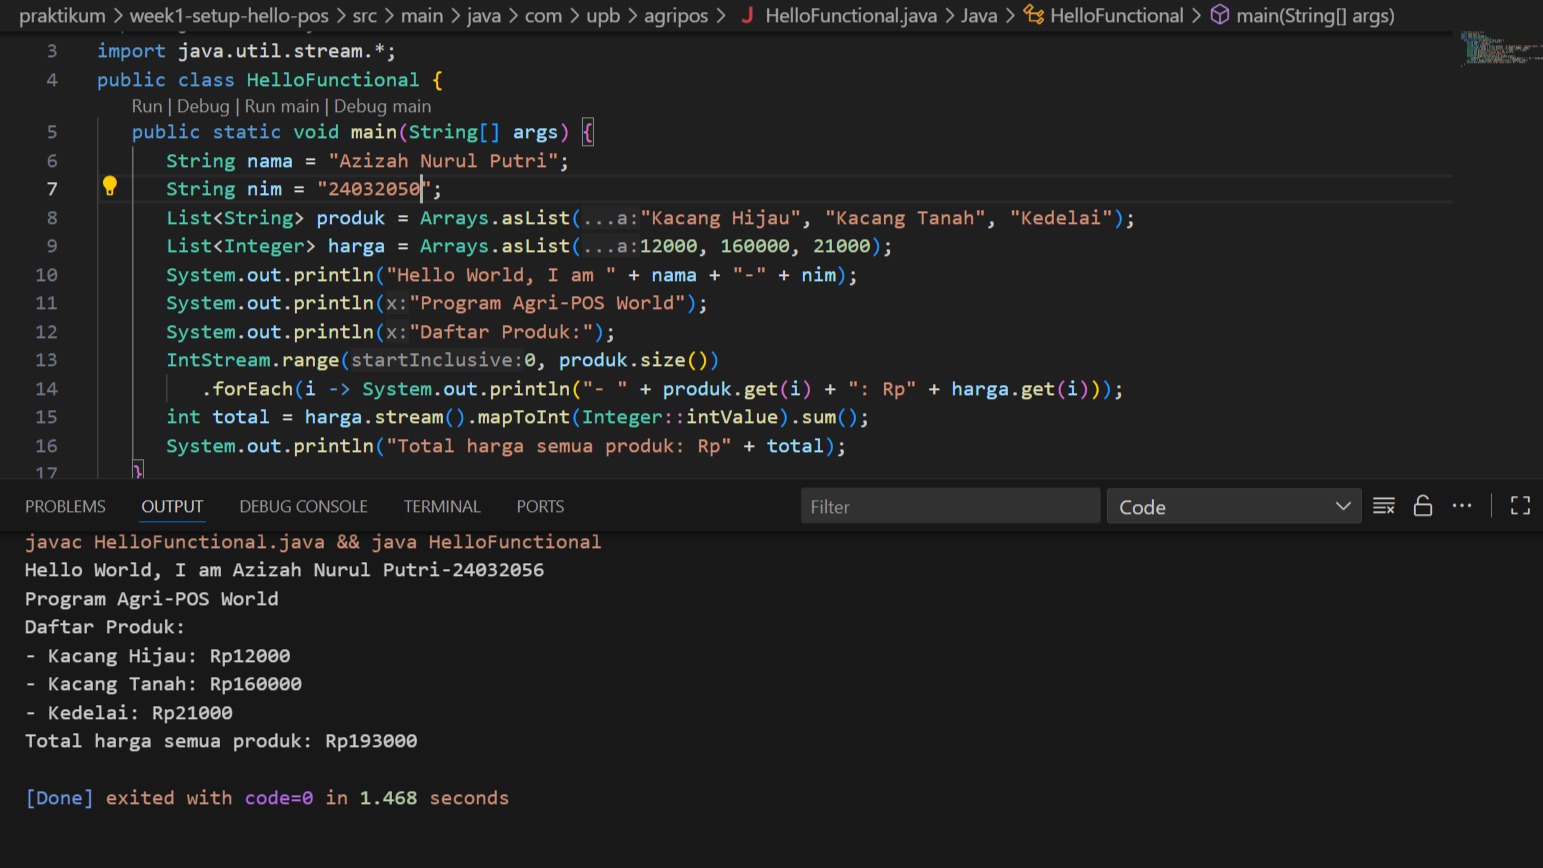 praktikum > week1-setup-hello-pos > src > main > java > com > upb > agripos > J HelloFunctional.java > Java > HelloFunctional > main(String[] args)
3 import java.util.stream.*;
4 public class HelloFunctional {
Run | Debug | Run main | Debug main
5 public static void main(String[] args) {
6 String nama = "Azizah Nurul Putri";
7 String nim = "24032050";
8 List<String> produk = Arrays.asList(...a:"Kacang Hijau", "Kacang Tanah", "Kedelai");
9 List<Integer> harga = Arrays.asList(...a:12000, 160000, 21000);
10 System.out.println("Hello World, I am " + nama + "-" + nim);
11 System.out.println(x:"Program Agri-POS World");
12 System.out.println(x:"Daftar Produk:");
13 IntStream.range(startInclusive:0, produk.size())
14 .forEach(i -> System.out.println("- " + produk.get(i) + ": Rp" + harga.get(i)));
15 int total = harga.stream().mapToInt(Integer::intValue).sum();
16 System.out.println("Total harga semua produk: Rp" + total);
17 }
PROBLEMS OUTPUT DEBUG CONSOLE TERMINAL PORTS Filter Code
javac HelloFunctional.java && java HelloFunctional
Hello World, I am Azizah Nurul Putri-24032056
Program Agri-POS World
Daftar Produk:
- Kacang Hijau: Rp12000
- Kacang Tanah: Rp160000
- Kedelai: Rp21000
Total harga semua produk: Rp193000
[Done] exited with code=0 in 1.468 seconds